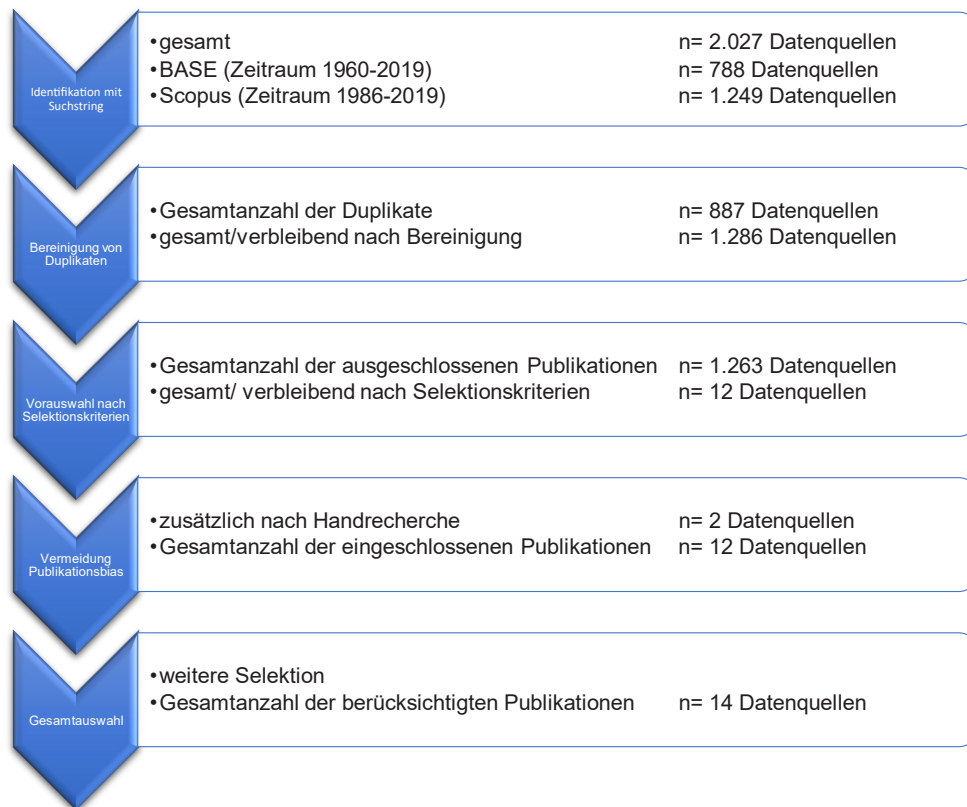 Identifikation mit
Suchstring
•gesamt n= 2.027 Datenquellen
•BASE (Zeitraum 1960-2019) n= 788 Datenquellen
•Scopus (Zeitraum 1986-2019) n= 1.249 Datenquellen
Bereinigung von
Duplikaten
•Gesamtanzahl der Duplikate n= 887 Datenquellen
•gesamt/verbleibend nach Bereinigung n= 1.286 Datenquellen
Vorauswahl nach
Selektionskriterien
•Gesamtanzahl der ausgeschlossenen Publikationen n= 1.263 Datenquellen
•gesamt/ verbleibend nach Selektionskriterien n= 12 Datenquellen
Vermeidung
Publikationsbias
•zusätzlich nach Handrecherche n= 2 Datenquellen
•Gesamtanzahl der eingeschlossenen Publikationen n= 12 Datenquellen
Gesamtauswahl
•weitere Selektion
•Gesamtanzahl der berücksichtigten Publikationen n= 14 Datenquellen